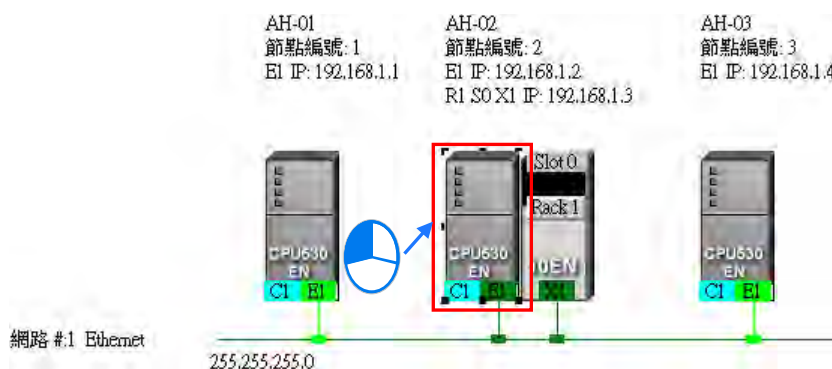 AH-01
節點編號: 1
E1 IP: 192.168.1.1
AH-02
節點編號: 2
E1 IP: 192.168.1.2
R1 S0 X1 IP: 192.168.1.3
AH-03
節點編號: 3
E1 IP: 192.168.1.4
CPU530
EN
C1 E1
CPU530
EN
C1 E1
Slot 0
Rack 1
00EN
X1
CPU530
EN
C1 E1
網路 #:1 Ethernet
255.255.255.0